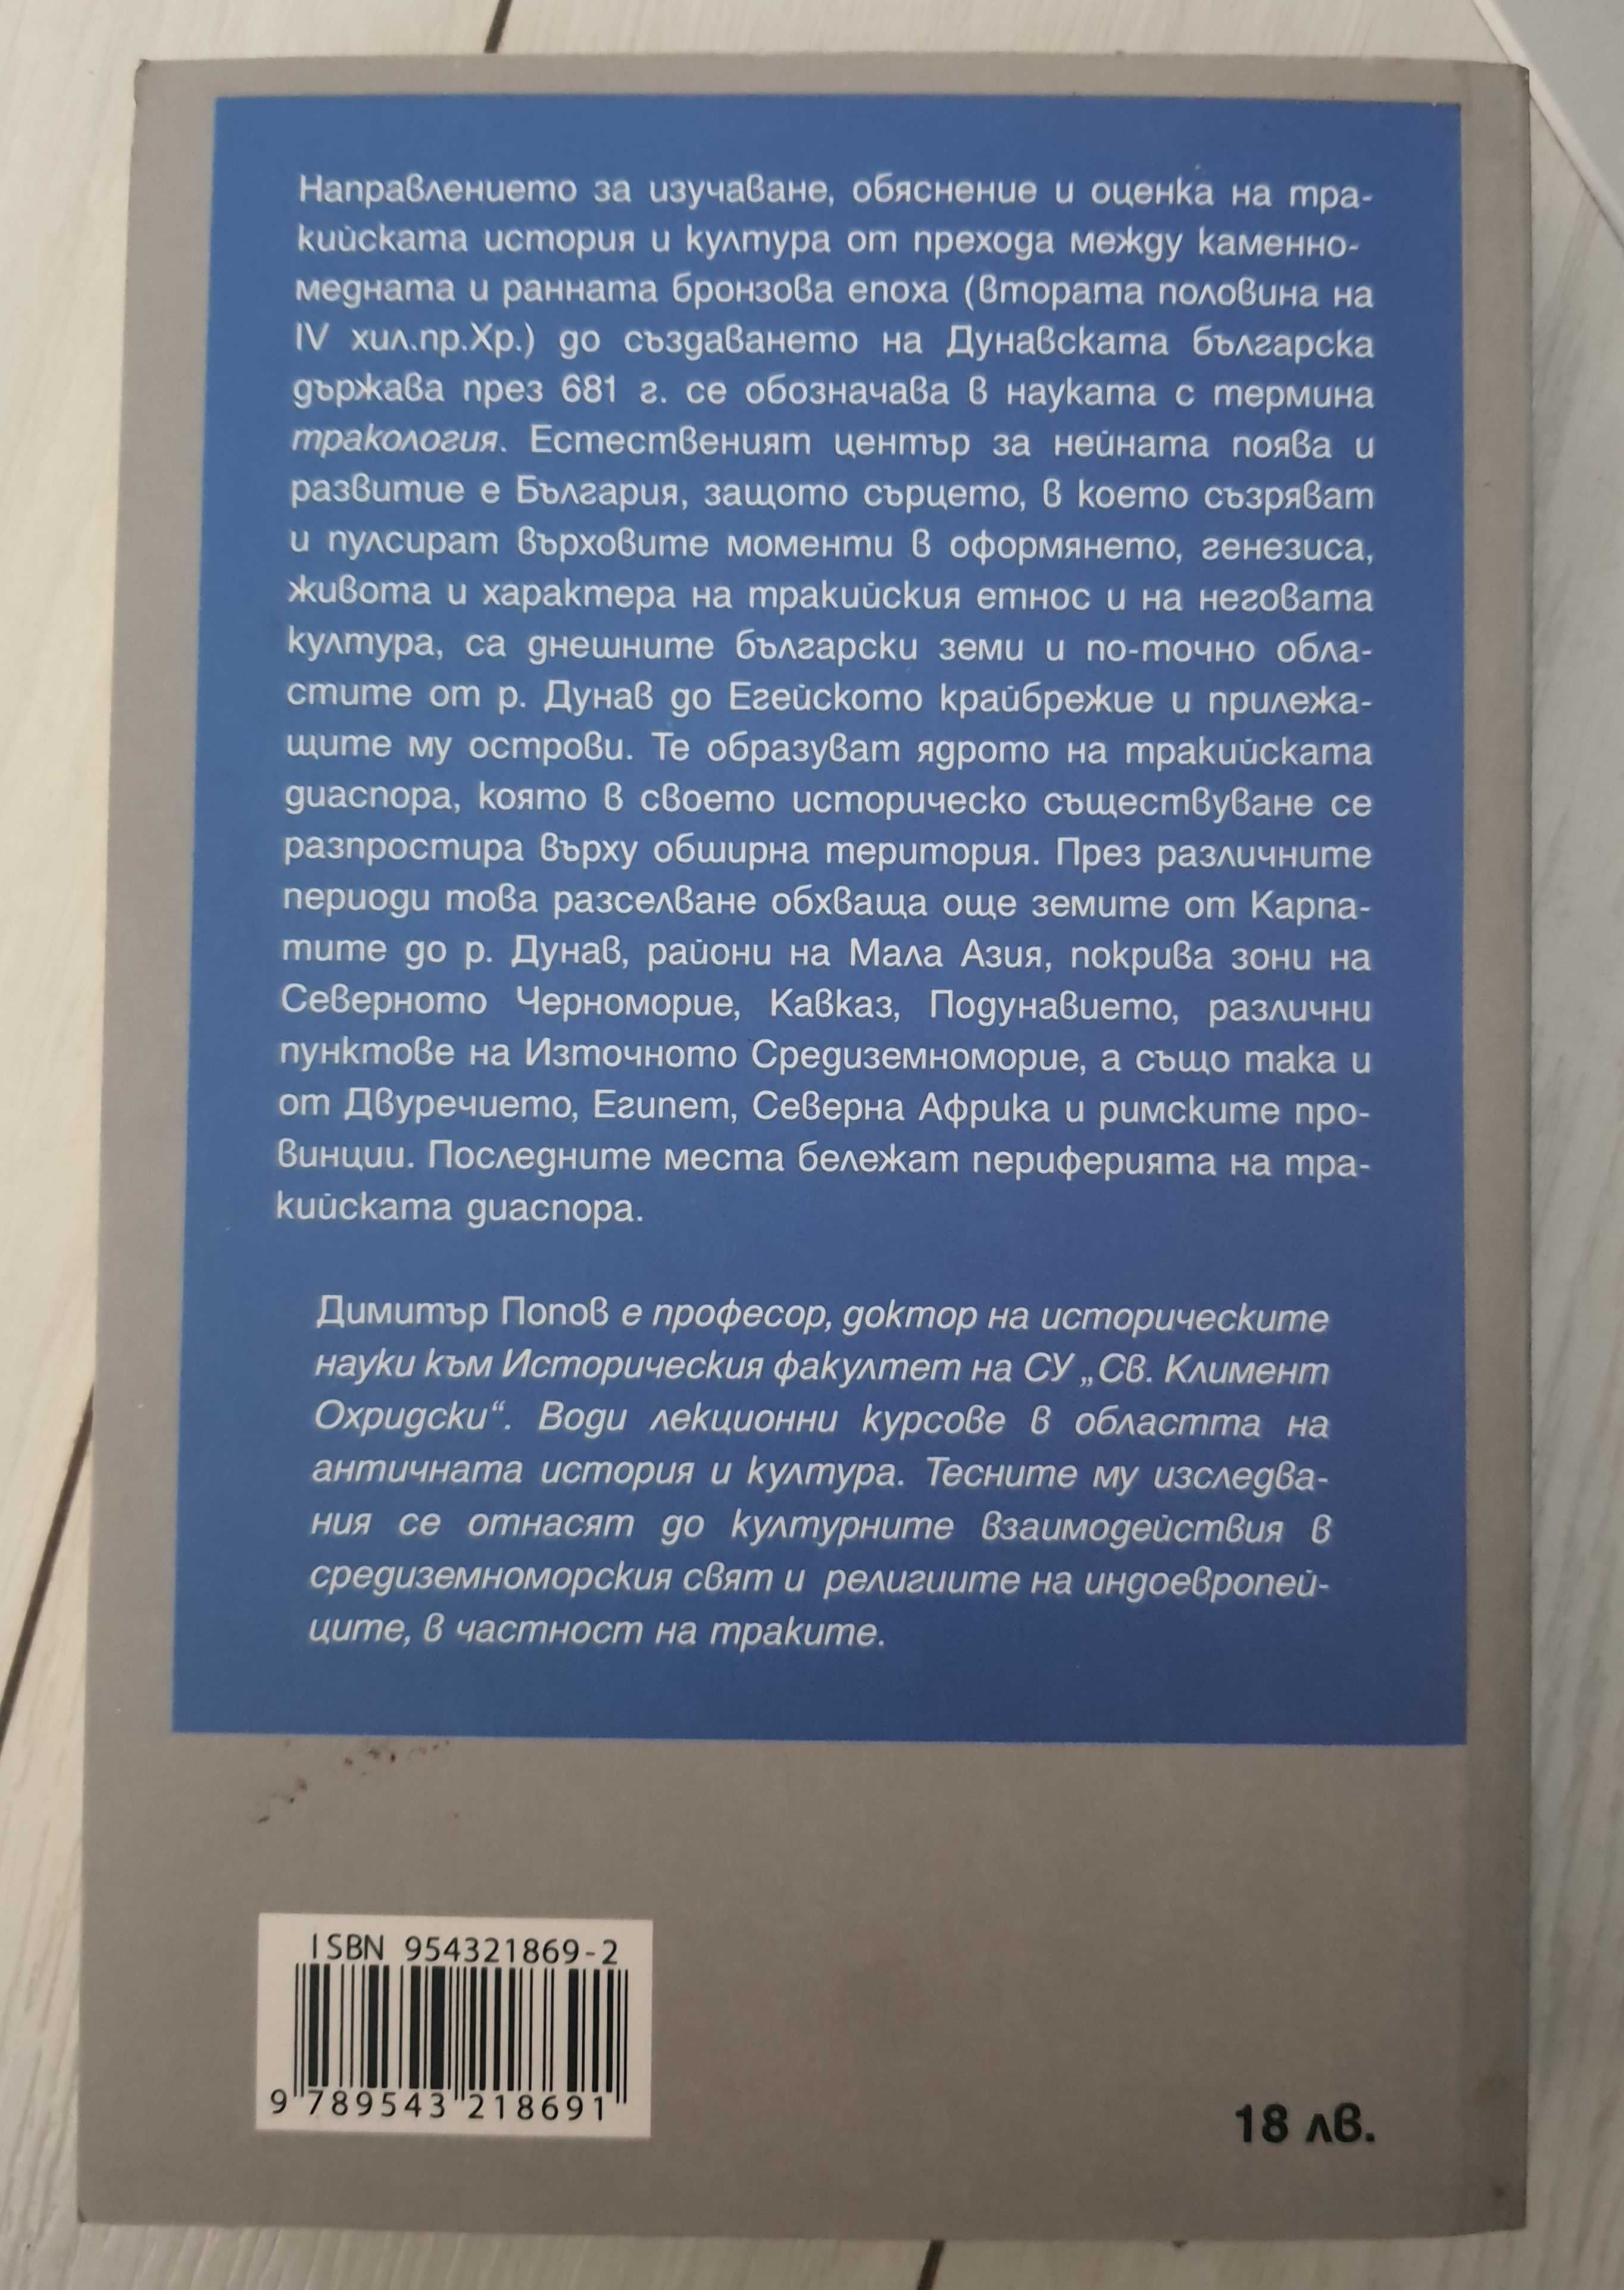 Направлението за изучаване, обяснение и оценка на тра-
кийската история и култура от прехода между каменно-
медната и ранната бронзова епоха (втората половина на
IV хил.пр.Хр.) до създаването на Дунавската българска
държава през 681 г. се обозначава в науката с термина
тракология. Естественият център за нейната поява и
развитие е България, защото сърцето, в което съзряват
и пулсират върховите моменти в оформянето, генезиса,
живота и характера на тракийския етнос и на неговата
култура, са днешните български земи и по-точно обла-
стите от р. Дунав до Егейското крайбрежие и прилежа-
щите му острови. Те образуват ядрото на тракийската
диаспора, която в своето историческо съществуване се
разпростира върху обширна територия. През различните
периоди това разселване обхваща още земите от Карпа-
тите до р. Дунав, райони на Мала Азия, покрива зони на
Северното Черноморие, Кавказ, Подунавието, различни
пунктове на Източното Средиземноморие, а също така и
от Двуречието, Египет, Северна Африка и римските про-
винции. Последните места бележат периферията на тра-
кийската диаспора.
Димитър Попов е професор, доктор на историческите
науки към Историческия факултет на СУ „Св. Климент
Охридски“. Води лекционни курсове в областта на
античната история и култура. Тесните му изследва-
ния се отнасят до културните взаимодействия в
средиземноморския свят и религиите на индоевропей-
ците, в частност на траките.
ISBN 954321869-2
9 789543 218691
18 лв.